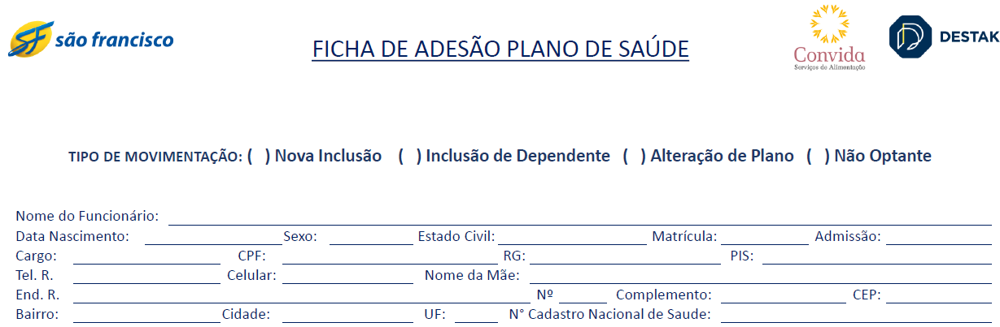 são francisco
FICHA DE ADESÃO PLANO DE SAÚDE
Convida
Serviços de Alimentação
DESTAK
TIPO DE MOVIMENTAÇÃO: ( ) Nova Inclusão ( ) Inclusão de Dependente ( ) Alteração de Plano ( ) Não Optante
Nome do Funcionário:
Data Nascimento: Sexo: Estado Civil: Matrícula: Admissão:
Cargo: CPF: RG: PIS:
Tel. R. Celular: Nome da Mãe:
End. R. Nº Complemento: CEP:
Bairro: Cidade: UF: N° Cadastro Nacional de Saude: